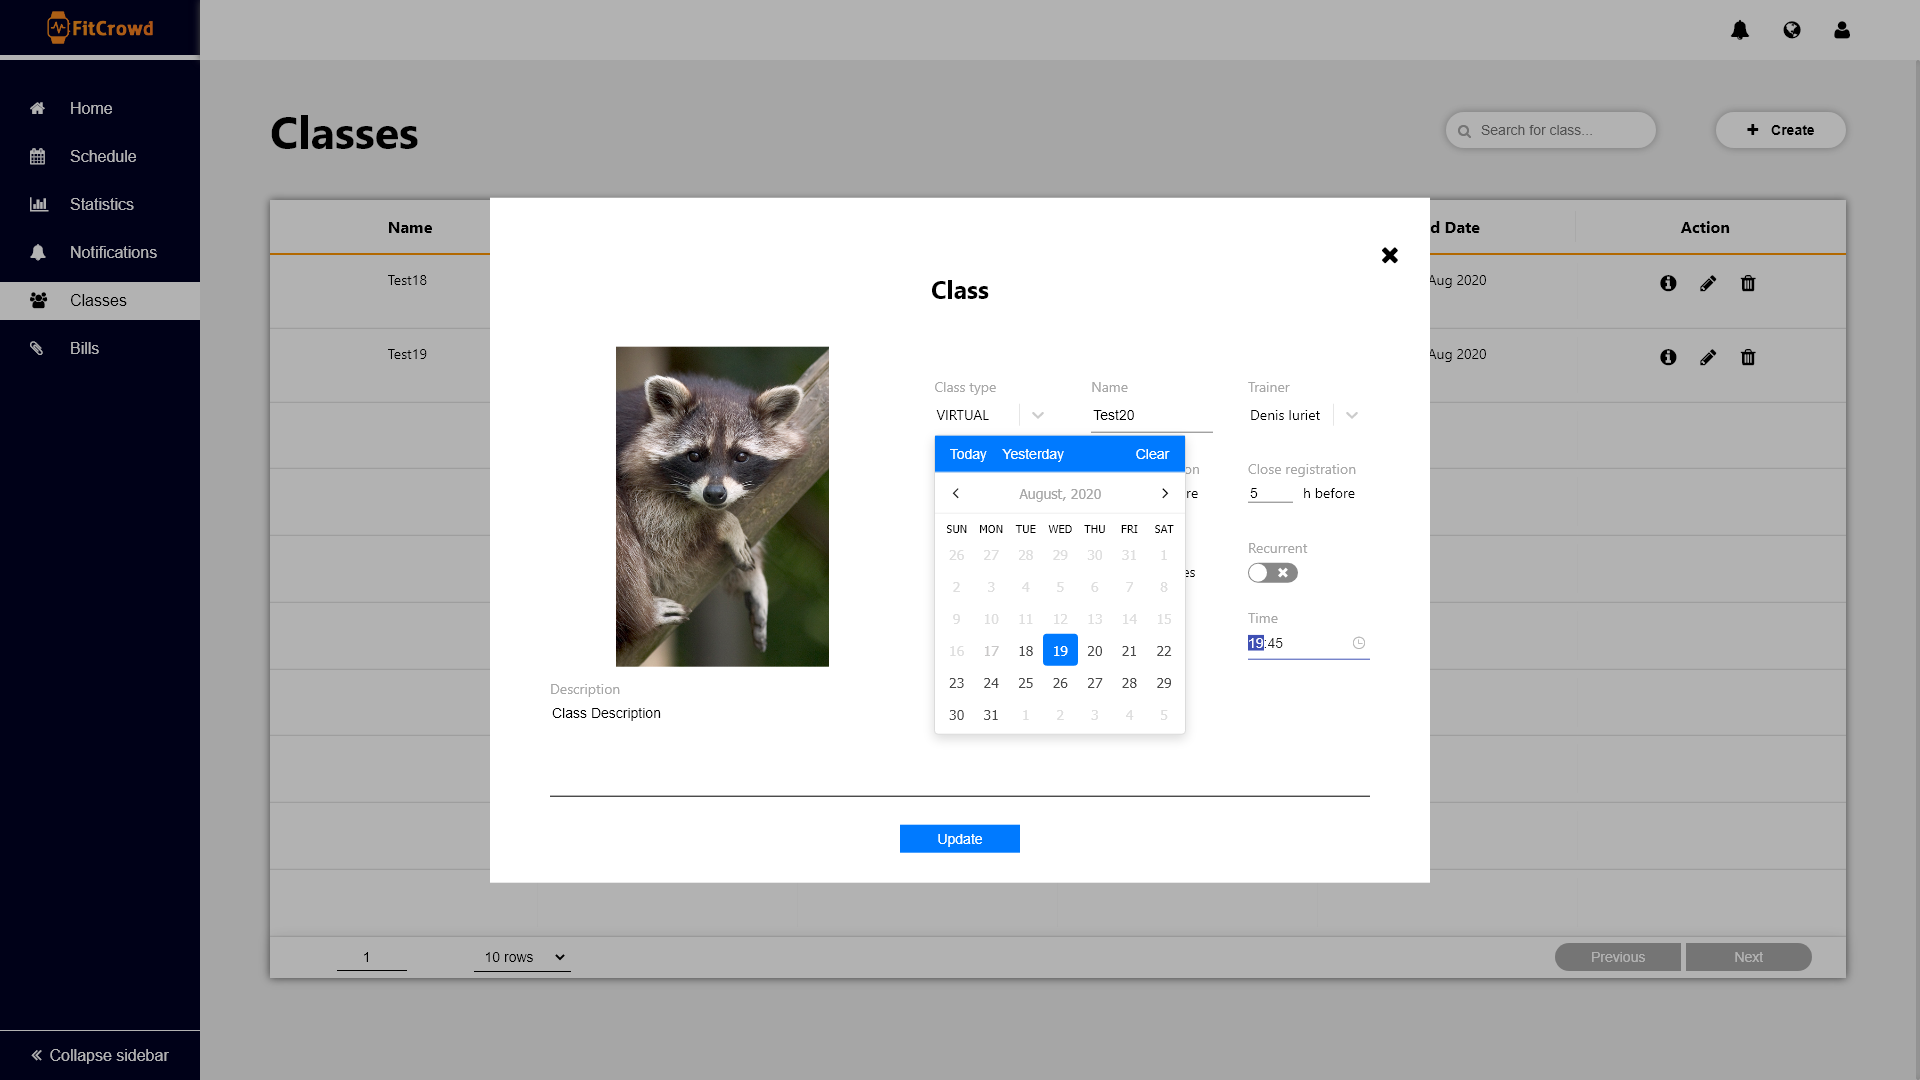 FitCrowd
Home
Schedule
Statistics
Notifications
Classes
Bills
Collapse sidebar
Classes
Search for class...
Create
Name
d Date
Action
Test18
Aug 2020
Test19
Aug 2020
Class
Class type
Name
Trainer
VIRTUAL
Test20
Denis Iuriet
Today Yesterday Clear
on
Close registration
re
5 h before
August, 2020
SUN MON TUE WED THU FRI SAT
26 27 28 29 30 31 1
2 3 4 5 6 7 8
9 10 11 12 13 14 15
16 17 18 19 20 21 22
23 24 25 26 27 28 29
30 31 1 2 3 4 5
Recurrent
es
Time
19:45
Description
Class Description
Update
1
10 rows
Previous
Next